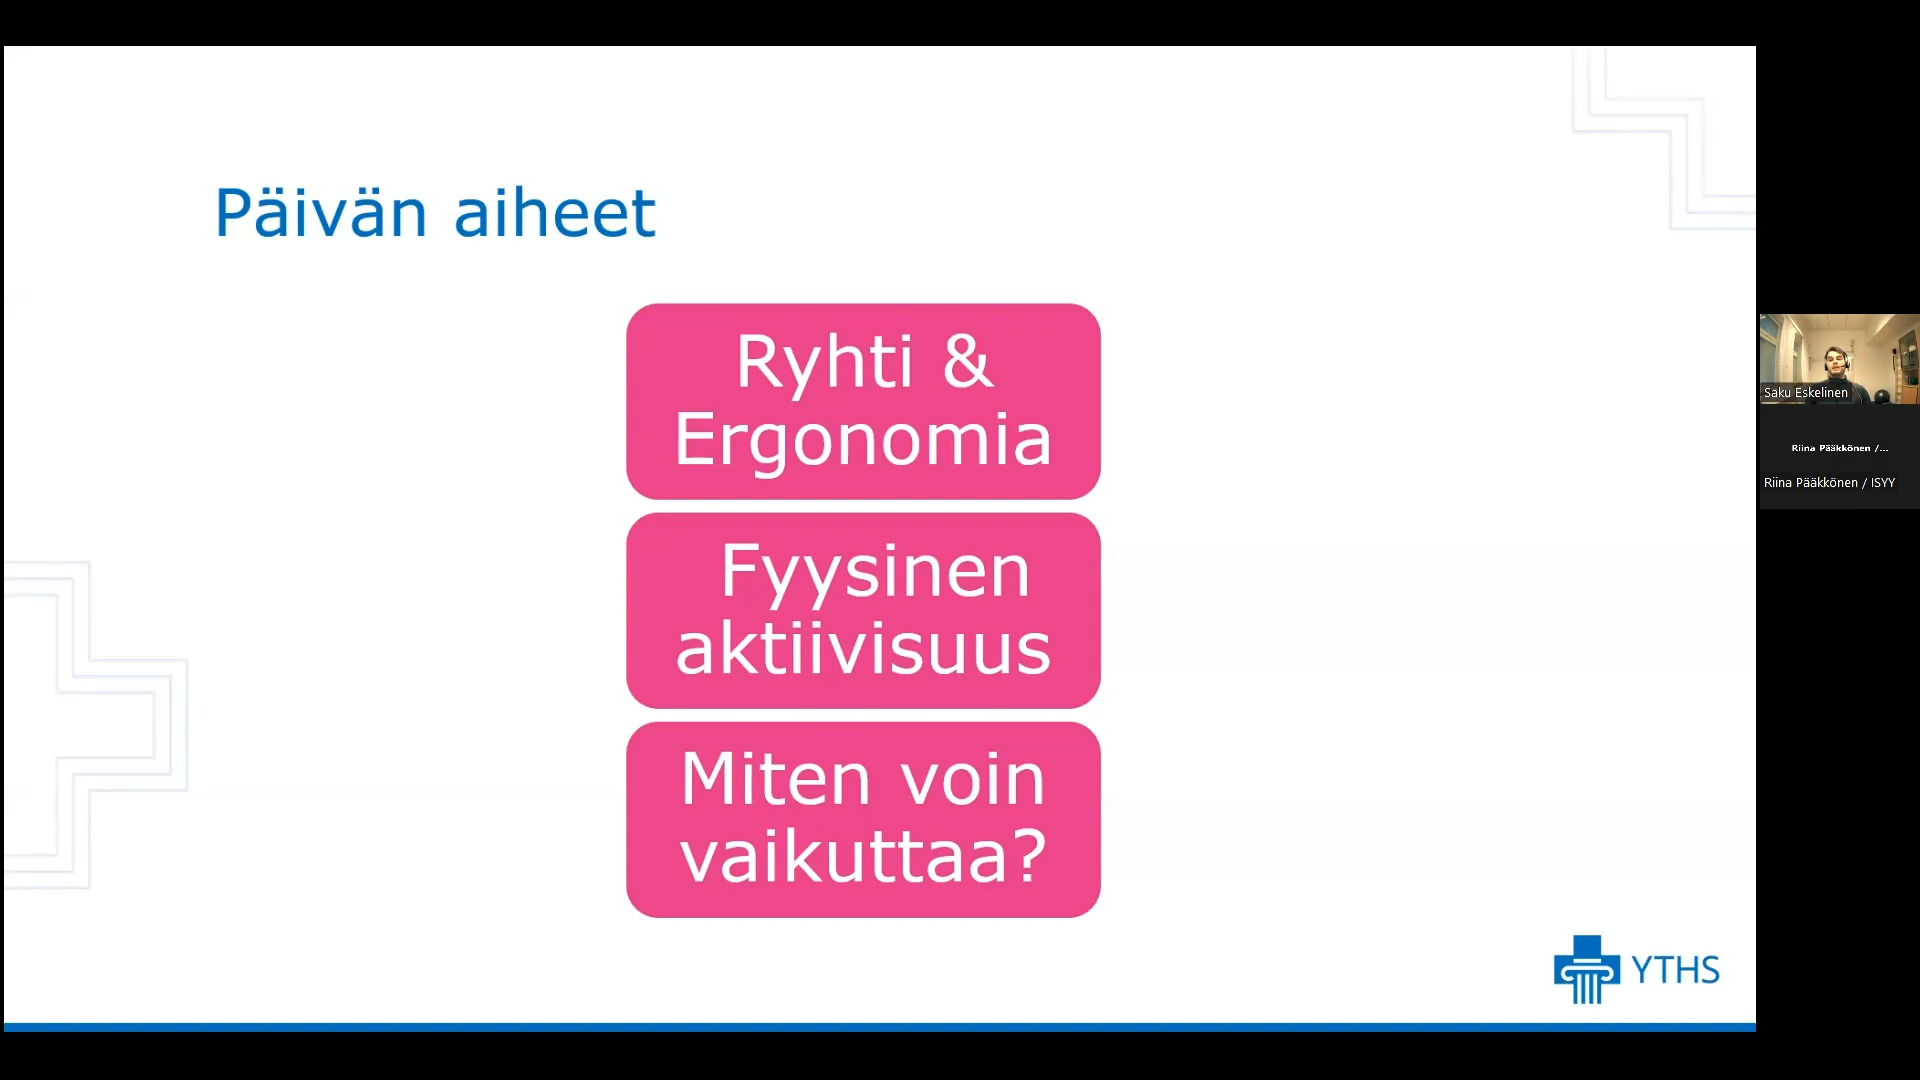 Päivän aiheet
Ryhti &
Ergonomia
Fyysinen
aktiivisuus
Miten voin
vaikuttaa?
YTHS
Saku Eskelinen
Riina Pääkkönen /...
Riina Pääkkönen / ISYY